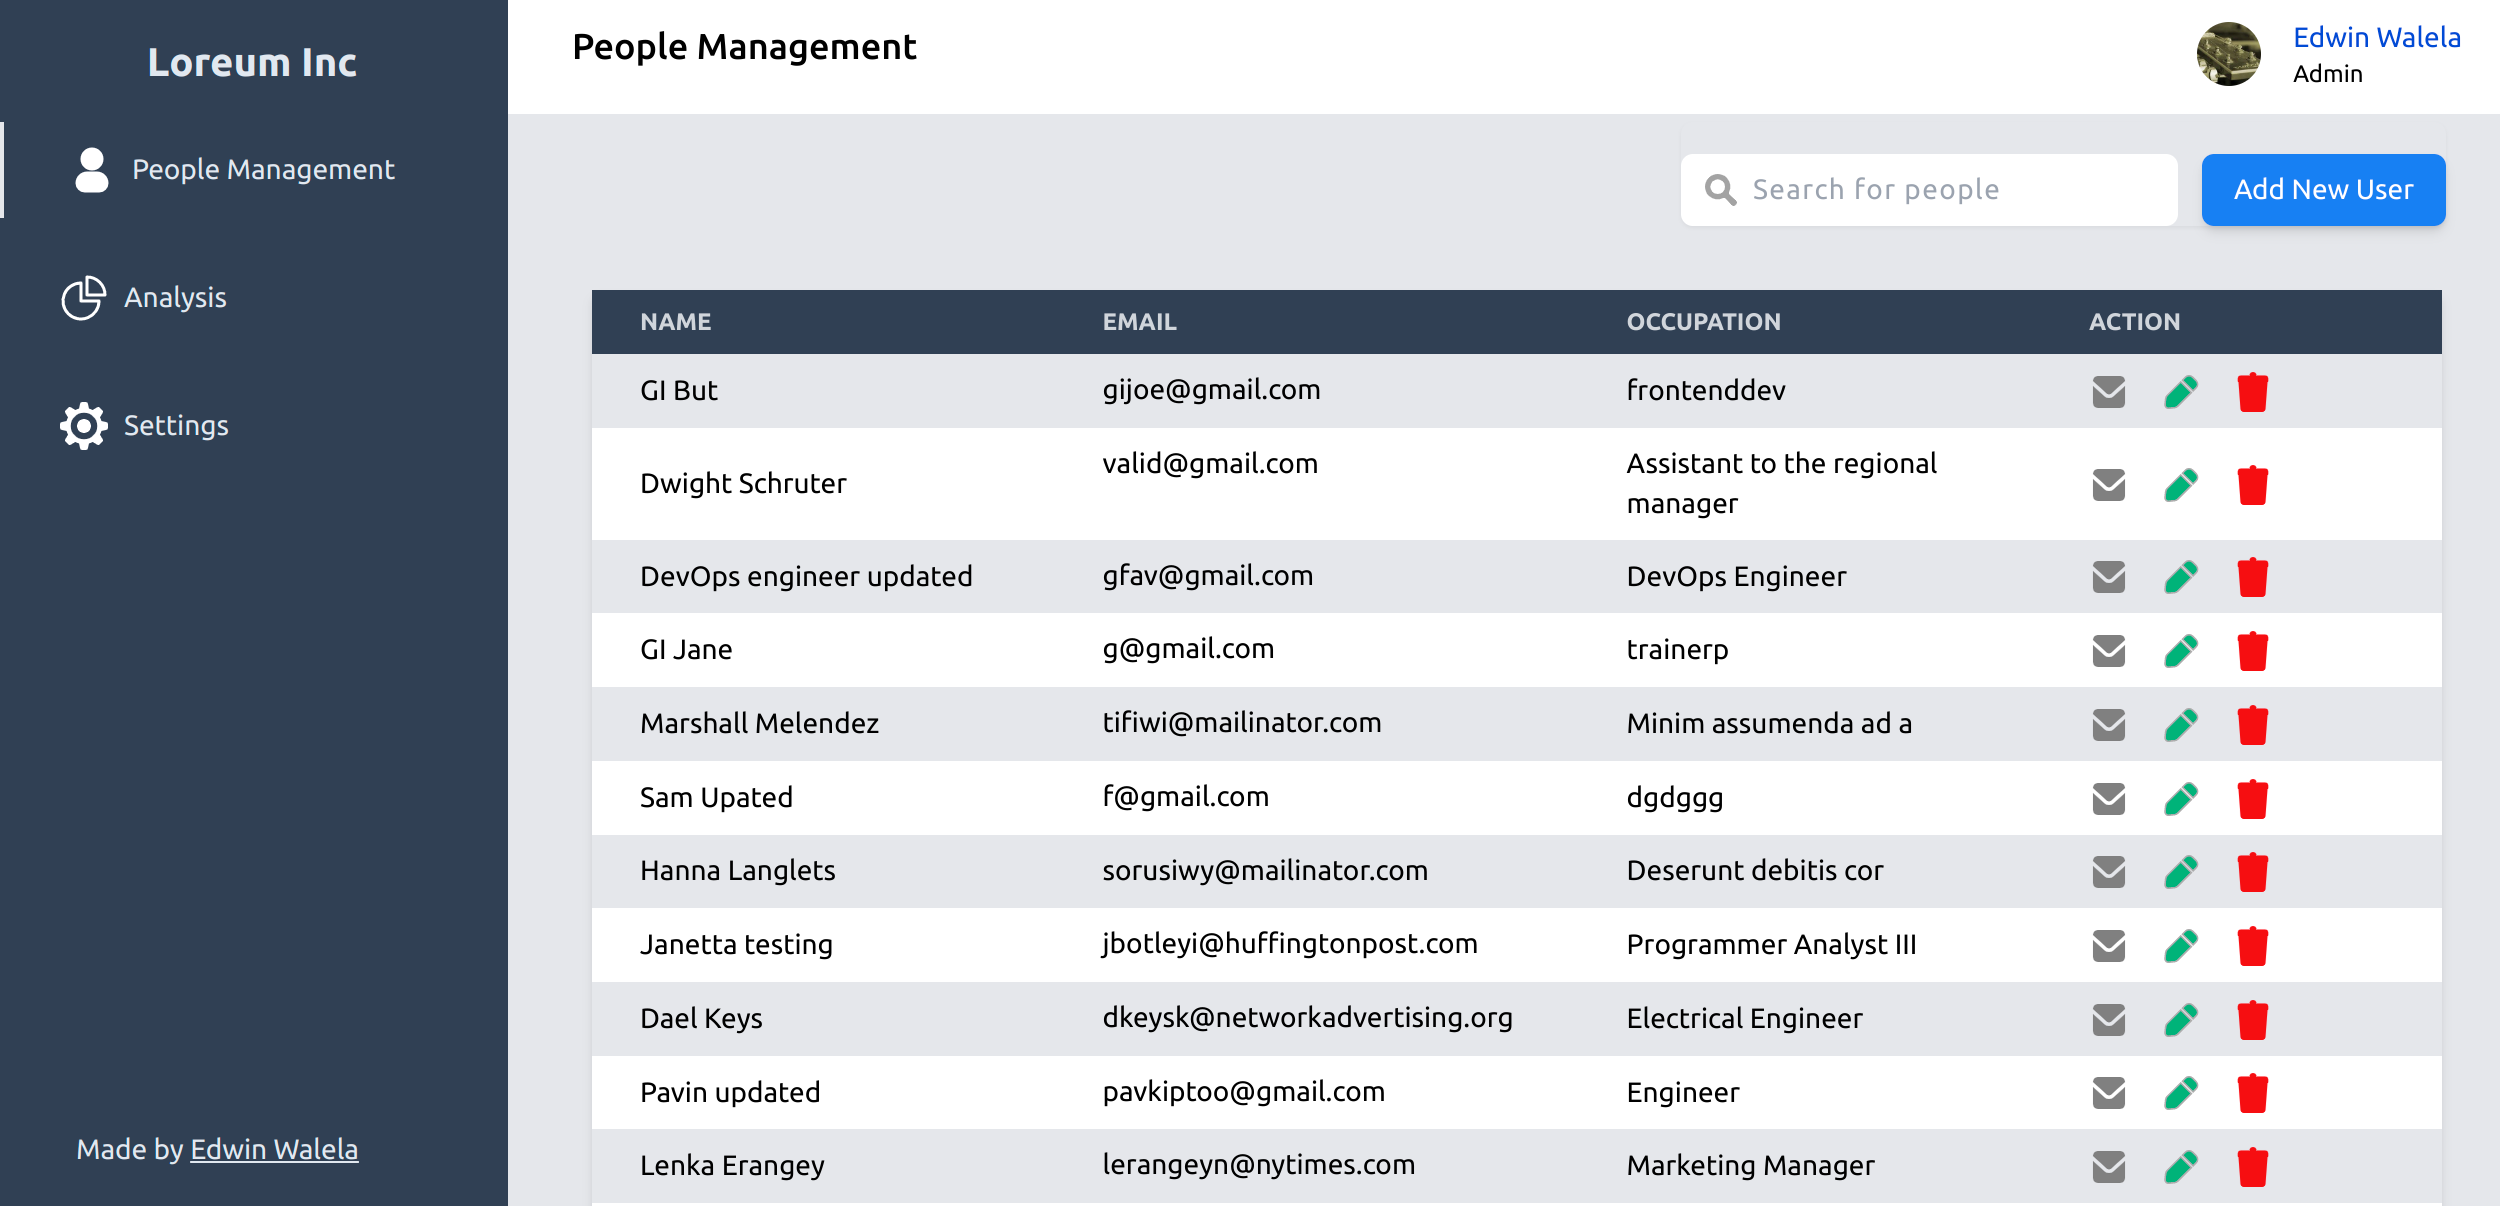 Loreum Inc
People Management
Analysis
Settings
Made by Edwin Walela
People Management
Edwin Walela
Admin
Search for people
Add New User
NAME EMAIL OCCUPATION ACTION
GI But gijoe@gmail.com frontenddev
Dwight Schruter valid@gmail.com Assistant to the regional
manager
DevOps engineer updated gfav@gmail.com DevOps Engineer
GI Jane g@gmail.com trainerp
Marshall Melendez tifiwi@mailinator.com Minim assumenda ad a
Sam Upated f@gmail.com dgdggg
Hanna Langlets sorusiwy@mailinator.com Deserunt debitis cor
Janetta testing jbotleyi@huffingtonpost.com Programmer Analyst III
Dael Keys dkeysk@networkadvertising.org Electrical Engineer
Pavin updated pavkiptoo@gmail.com Engineer
Lenka Erangey lerangeyn@nytimes.com Marketing Manager